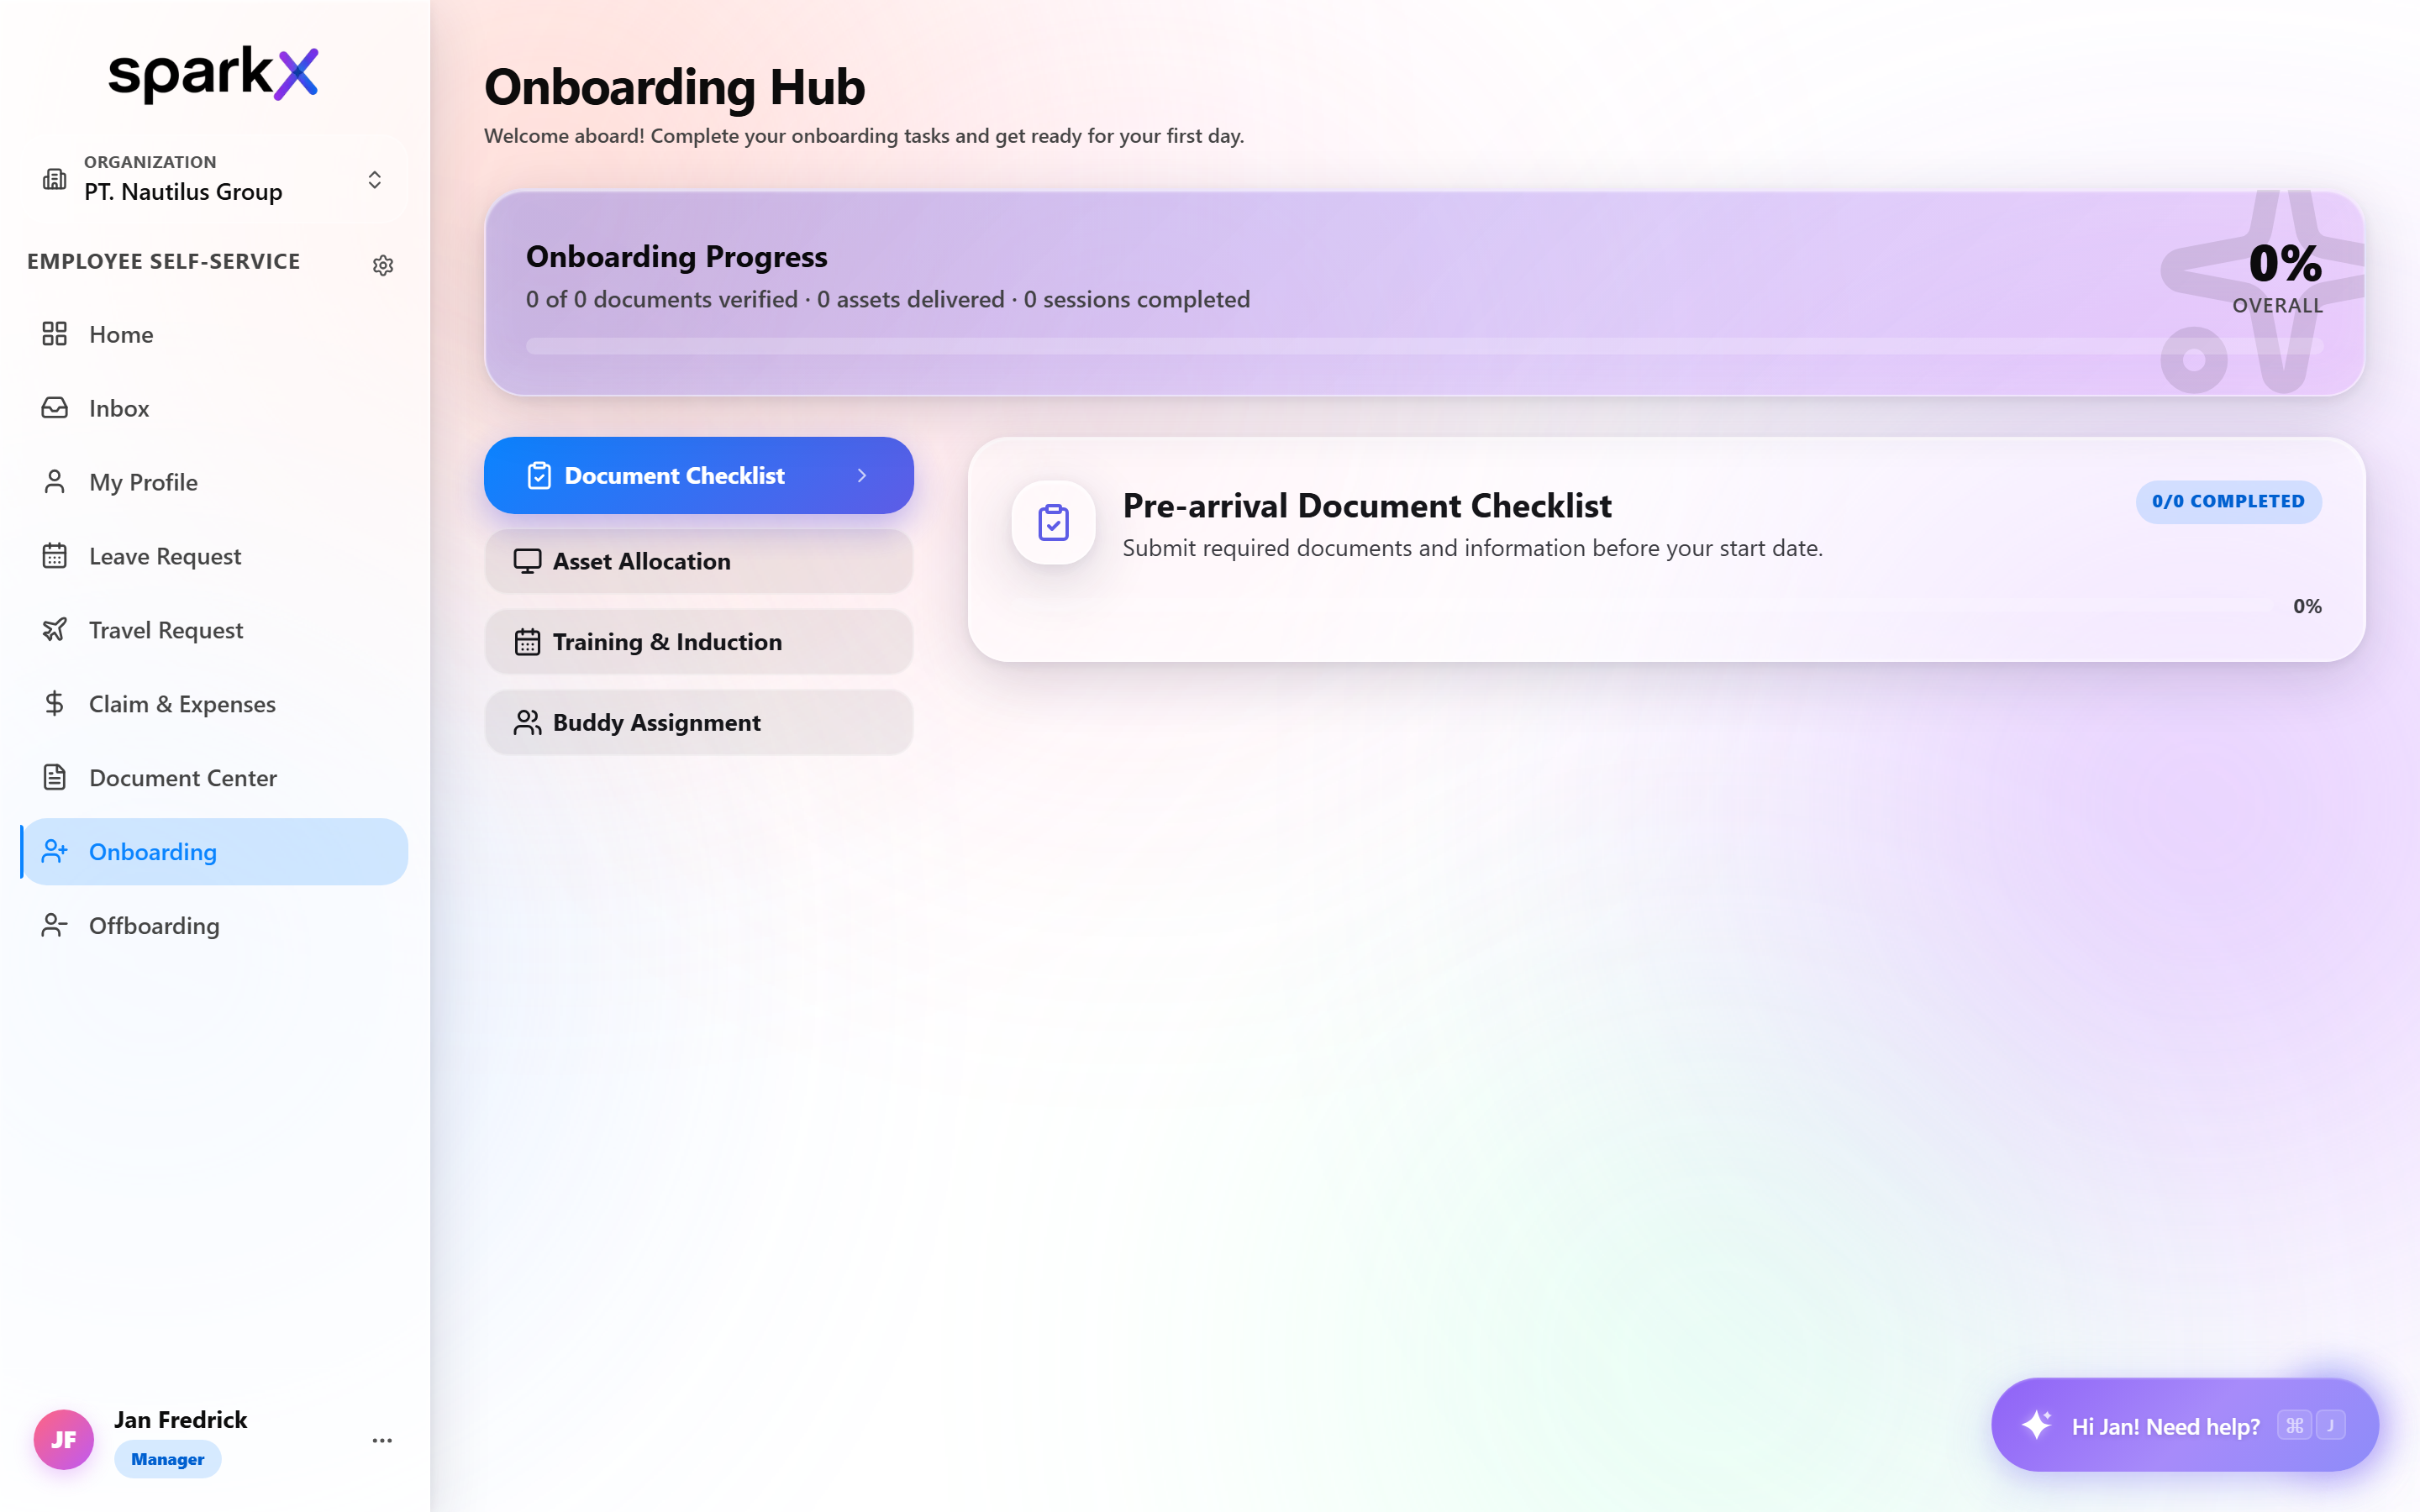 sparkX
ORGANIZATION
PT. Nautilus Group
EMPLOYEE SELF-SERVICE
Home
Inbox
My Profile
Leave Request
Travel Request
Claim & Expenses
Document Center
Onboarding
Offboarding
JF
Jan Fredrick
Manager
Onboarding Hub
Welcome aboard! Complete your onboarding tasks and get ready for your first day.
Onboarding Progress
0 of 0 documents verified · 0 assets delivered · 0 sessions completed
0%
OVERALL
Document Checklist
Asset Allocation
Training & Induction
Buddy Assignment
Pre-arrival Document Checklist
Submit required documents and information before your start date.
0/0 COMPLETED
0%
Hi Jan! Need help? ⌘ J